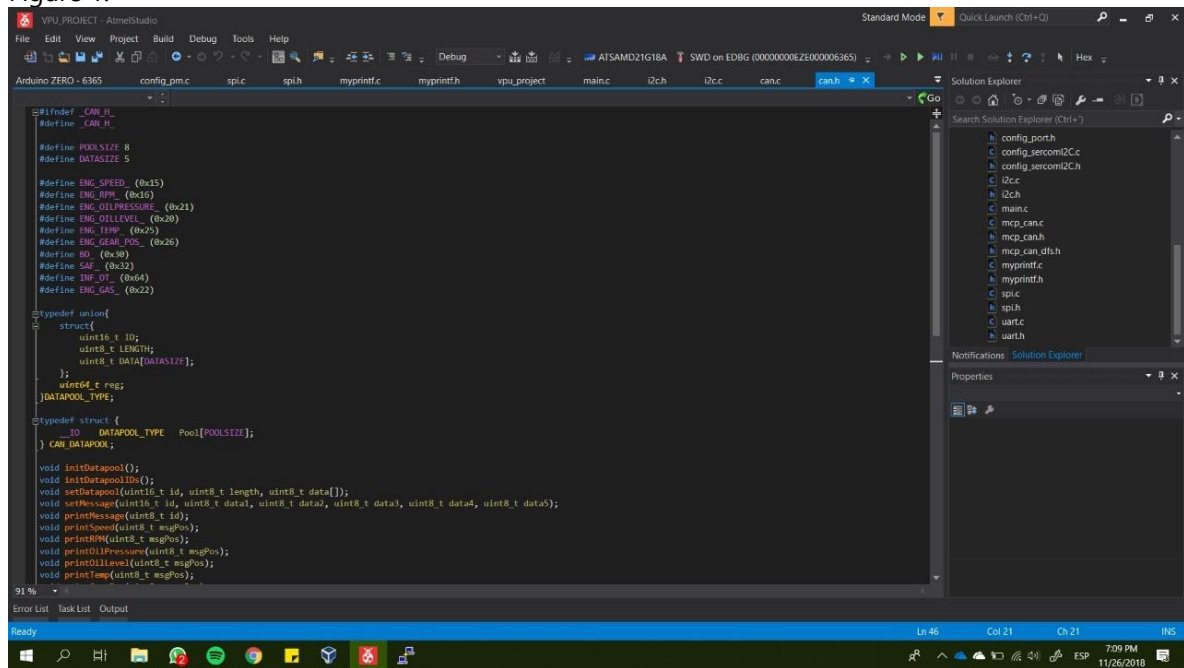 Figure 17
VPU_PROJECT - AtmelStudio
Standard Mode
Quick Launch (Ctrl+Q)
File Edit View Project Build Debug Tools Help
Debug
ATSAMD21G18A
SWD on EDBG (00000000EZE000006365)
Hex
Arduino ZERO - 6365 config_pm.c spi.c spi.h myprintf.c myprintf.h vpu_project main.c i2c.h i2c.c can.c can.h
Go
#ifndef _CAN_H_
#define _CAN_H_
#define POOLSIZE 8
#define DATASIZE 5
#define ENG_SPEED_ (0x15)
#define ENG_RPM_ (0x16)
#define ENG_OILPRESSURE_ (0x21)
#define ENG_OILLEVEL_ (0x20)
#define ENG_TEMP_ (0x25)
#define ENG_GEAR_POS_ (0x26)
#define BD_ (0x30)
#define SAF_ (0x32)
#define INF_OT_ (0x64)
#define ENG_GAS_ (0x22)
typedef union{
struct{
uint16_t ID;
uint8_t LENGTH;
uint8_t DATA[DATASIZE];
};
uint64_t reg;
}DATAPOOL_TYPE;
typedef struct {
__IO DATAPOOL_TYPE Pool[POOLSIZE];
} CAN_DATAPOOL;
void initDatapool();
void initDatapoolIDs();
void setDatapool(uint16_t id, uint8_t length, uint8_t data[]);
void setMessage(uint16_t id, uint8_t data1, uint8_t data2, uint8_t data3, uint8_t data4, uint8_t data5);
void printMessage(uint8_t id);
void printSpeed(uint8_t msgPos);
void printRPM(uint8_t msgPos);
void printOilPressure(uint8_t msgPos);
void printOilLevel(uint8_t msgPos);
void printTemp(uint8_t msgPos);
91 %
Solution Explorer
Search Solution Explorer (Ctrl+¨)
config_port.h
config_sercomI2C.c
config_sercomI2C.h
i2c.c
i2c.h
main.c
mcp_can.c
mcp_can.h
mcp_can_dfs.h
myprintf.c
myprintf.h
spi.c
spi.h
uart.c
uart.h
Notifications Solution Explorer
Properties
Error List Task List Output
Ready
Ln 46 Col 21 Ch 21 INS
ESP
7:09 PM
11/26/2018